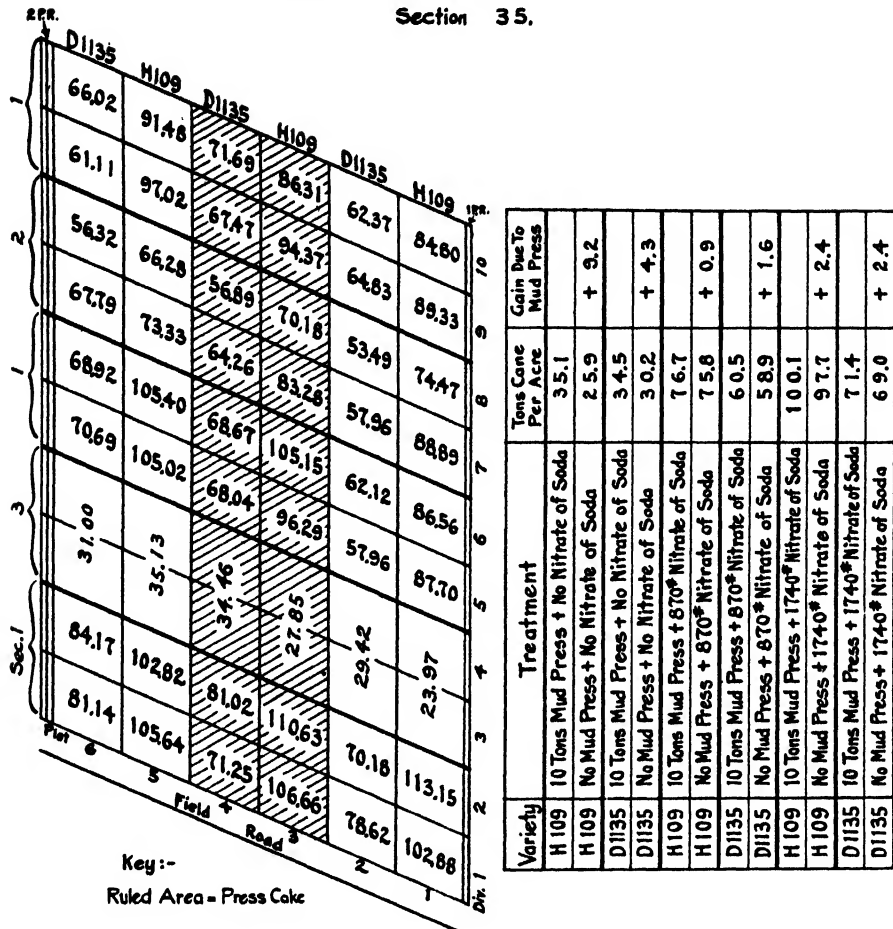 Section 35.
2 P.R.
D1135 H109 D1135 H109 D1135 H109
1 P.R.
66.02 91.48 71.69 86.31 62.37 84.80
61.11 97.02 67.47 94.37 64.83 89.33
56.32 66.28 56.89 70.18 53.49 74.47
67.79 73.33 64.26 83.28 57.96 88.89
68.92 105.40 68.67 105.15 62.12 86.56
70.69 105.02 68.04 96.29 57.96 87.70
31.00 35.13 34.46 27.85 29.42 23.97
84.17 102.82 81.02 110.63 70.18 113.15
81.14 105.64 71.25 106.66 78.62 102.88
1
2
1
3
Sec. 1
10
9
8
7
6
5
4
3
2
Div. 1
Plot 6 5 4 3 2 1
Field Road
Key :-
Ruled Area = Press Cake
Variety Treatment Tons Cane Per Acre Gain Due To Mud Press
H 109 10 Tons Mud Press + No Nitrate of Soda 35.1
H 109 No Mud Press + No Nitrate of Soda 25.9 + 9.2
D1135 10 Tons Mud Press + No Nitrate of Soda 34.5
D1135 No Mud Press + No Nitrate of Soda 30.2 + 4.3
H109 10 Tons Mud Press + 870# Nitrate of Soda 76.7
H109 No Mud Press + 870# Nitrate of Soda 75.8 + 0.9
D1135 10 Tons Mud Press + 870# Nitrate of Soda 60.5
D1135 No Mud Press + 870# Nitrate of Soda 58.9 + 1.6
H 109 10 Tons Mud Press + 1740# Nitrate of Soda 100.1
H109 No Mud Press + 1740# Nitrate of Soda 97.7 + 2.4
D1135 10 Tons Mud Press + 1740# Nitrate of Soda 71.4
D1135 No Mud Press + 1740# Nitrate of Soda 69.0 + 2.4